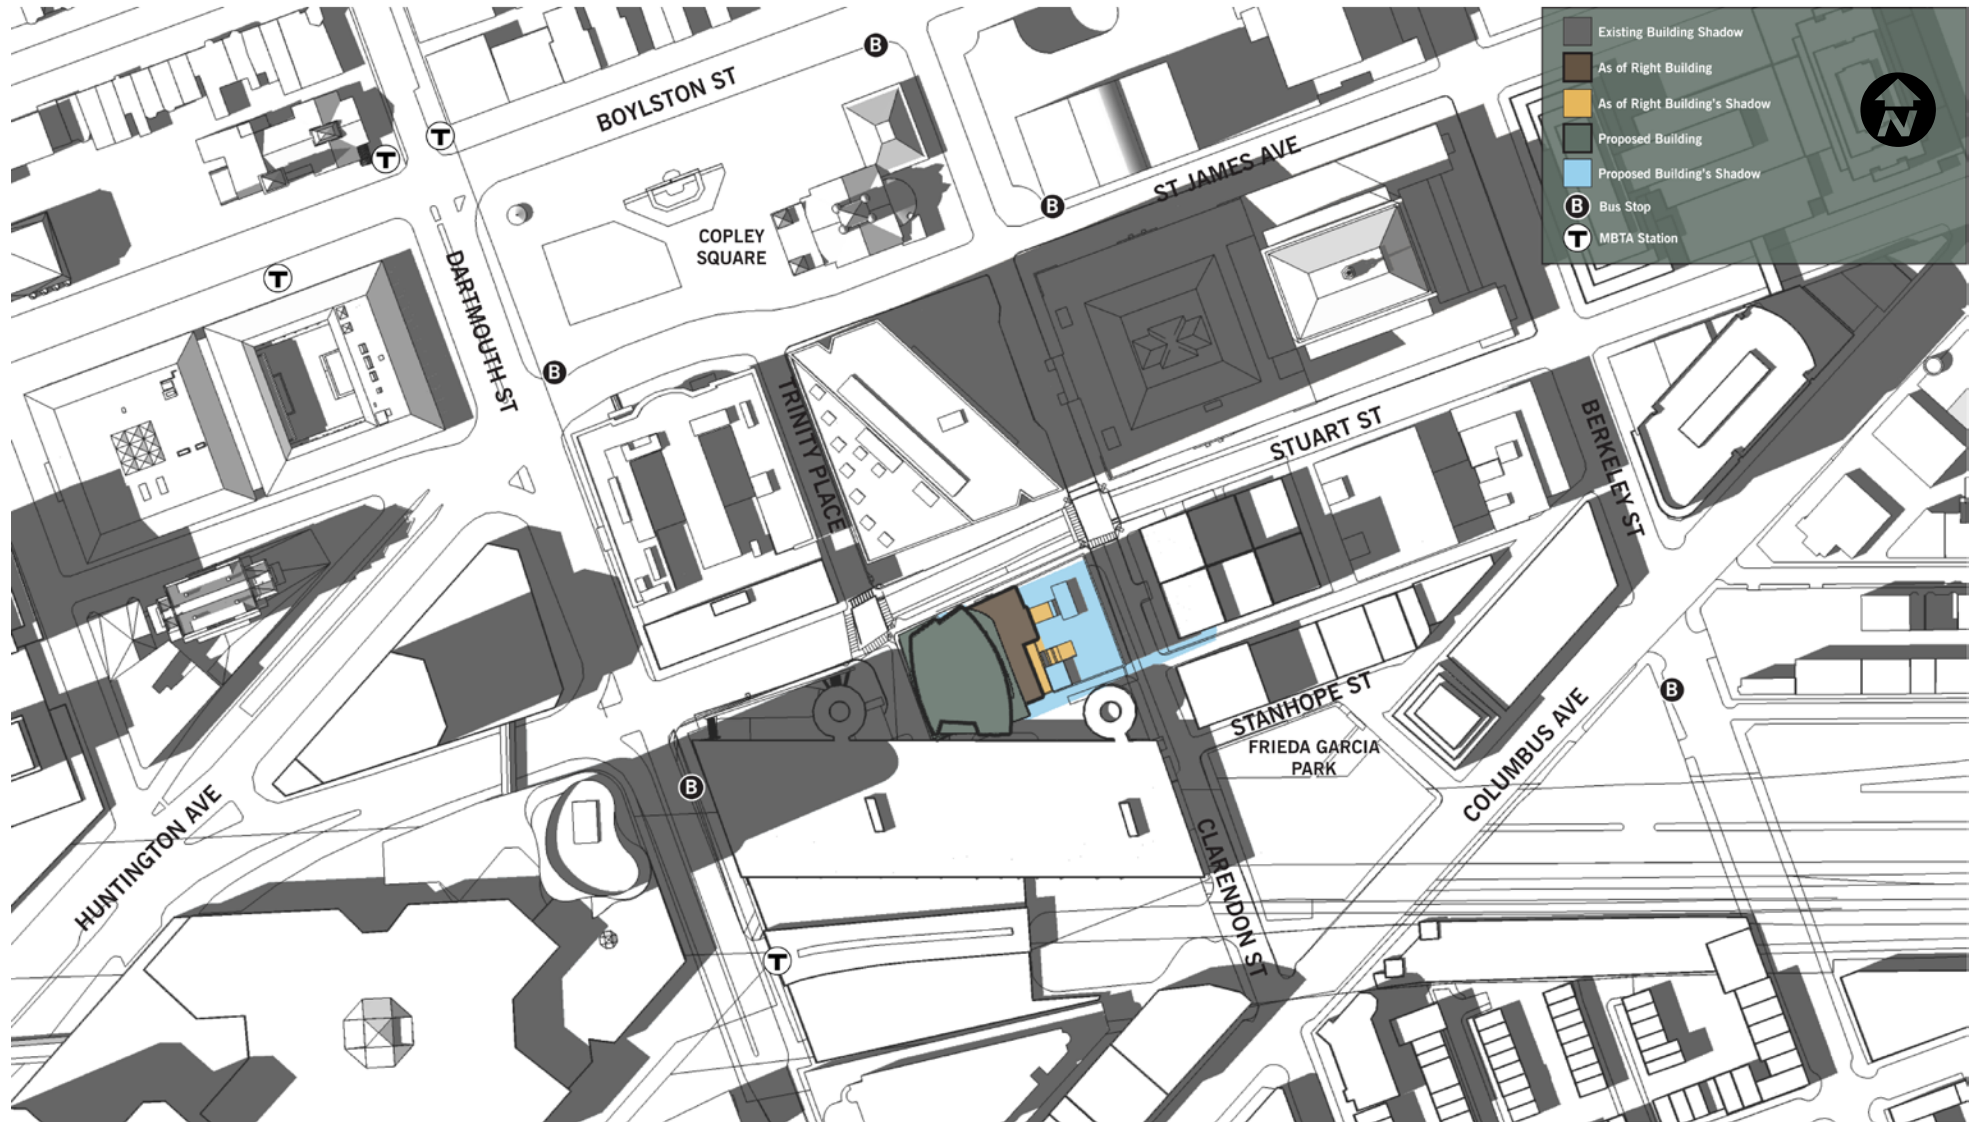 Existing Building Shadow
As of Right Building
As of Right Building's Shadow
Proposed Building
Proposed Building's Shadow
B
Bus Stop
T
MBTA Station
N
B
BOYLSTON ST
T
T
ST JAMES AVE
B
COPLEY
SQUARE
T
DARTMOUTH ST
B
TRINITY PLACE
STUART ST
BERKELEY ST
B
STANHOPE ST
FRIEDA GARCIA
PARK
COLUMBUS AVE
B
HUNTINGTON AVE
CLARENDON ST
T